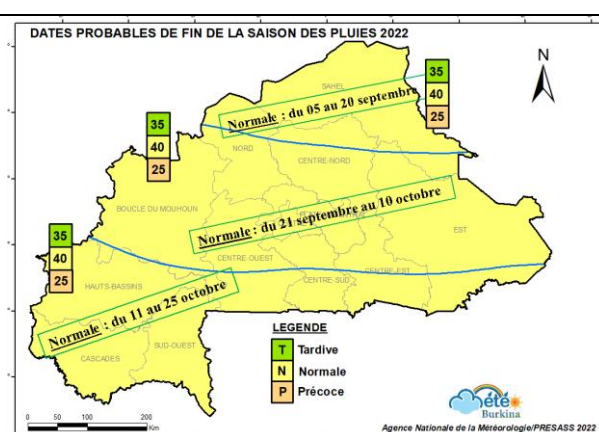 DATES PROBABLES DE FIN DE LA SAISON DES PLUIES 2022
N
SAHEL
35
40
25
Normale : du 05 au 20 septembre
35
40
25
NORD
CENTRE-NORD
BOUCLE DU MOUHOUN
Normale : du 21 septembre au 10 octobre
EST
35
40
25
CENTRE-OUEST
CENTRE-EST
CENTRE-SUD
HAUTS-BASSINS
Normale : du 11 au 25 octobre
SUD-OUEST
CASCADES
LEGENDE
T Tardive
N Normale
P Précoce
0 50 100 200
Km
Météo
Burkina
Agence Nationale de la Météorologie/PRESASS 2022